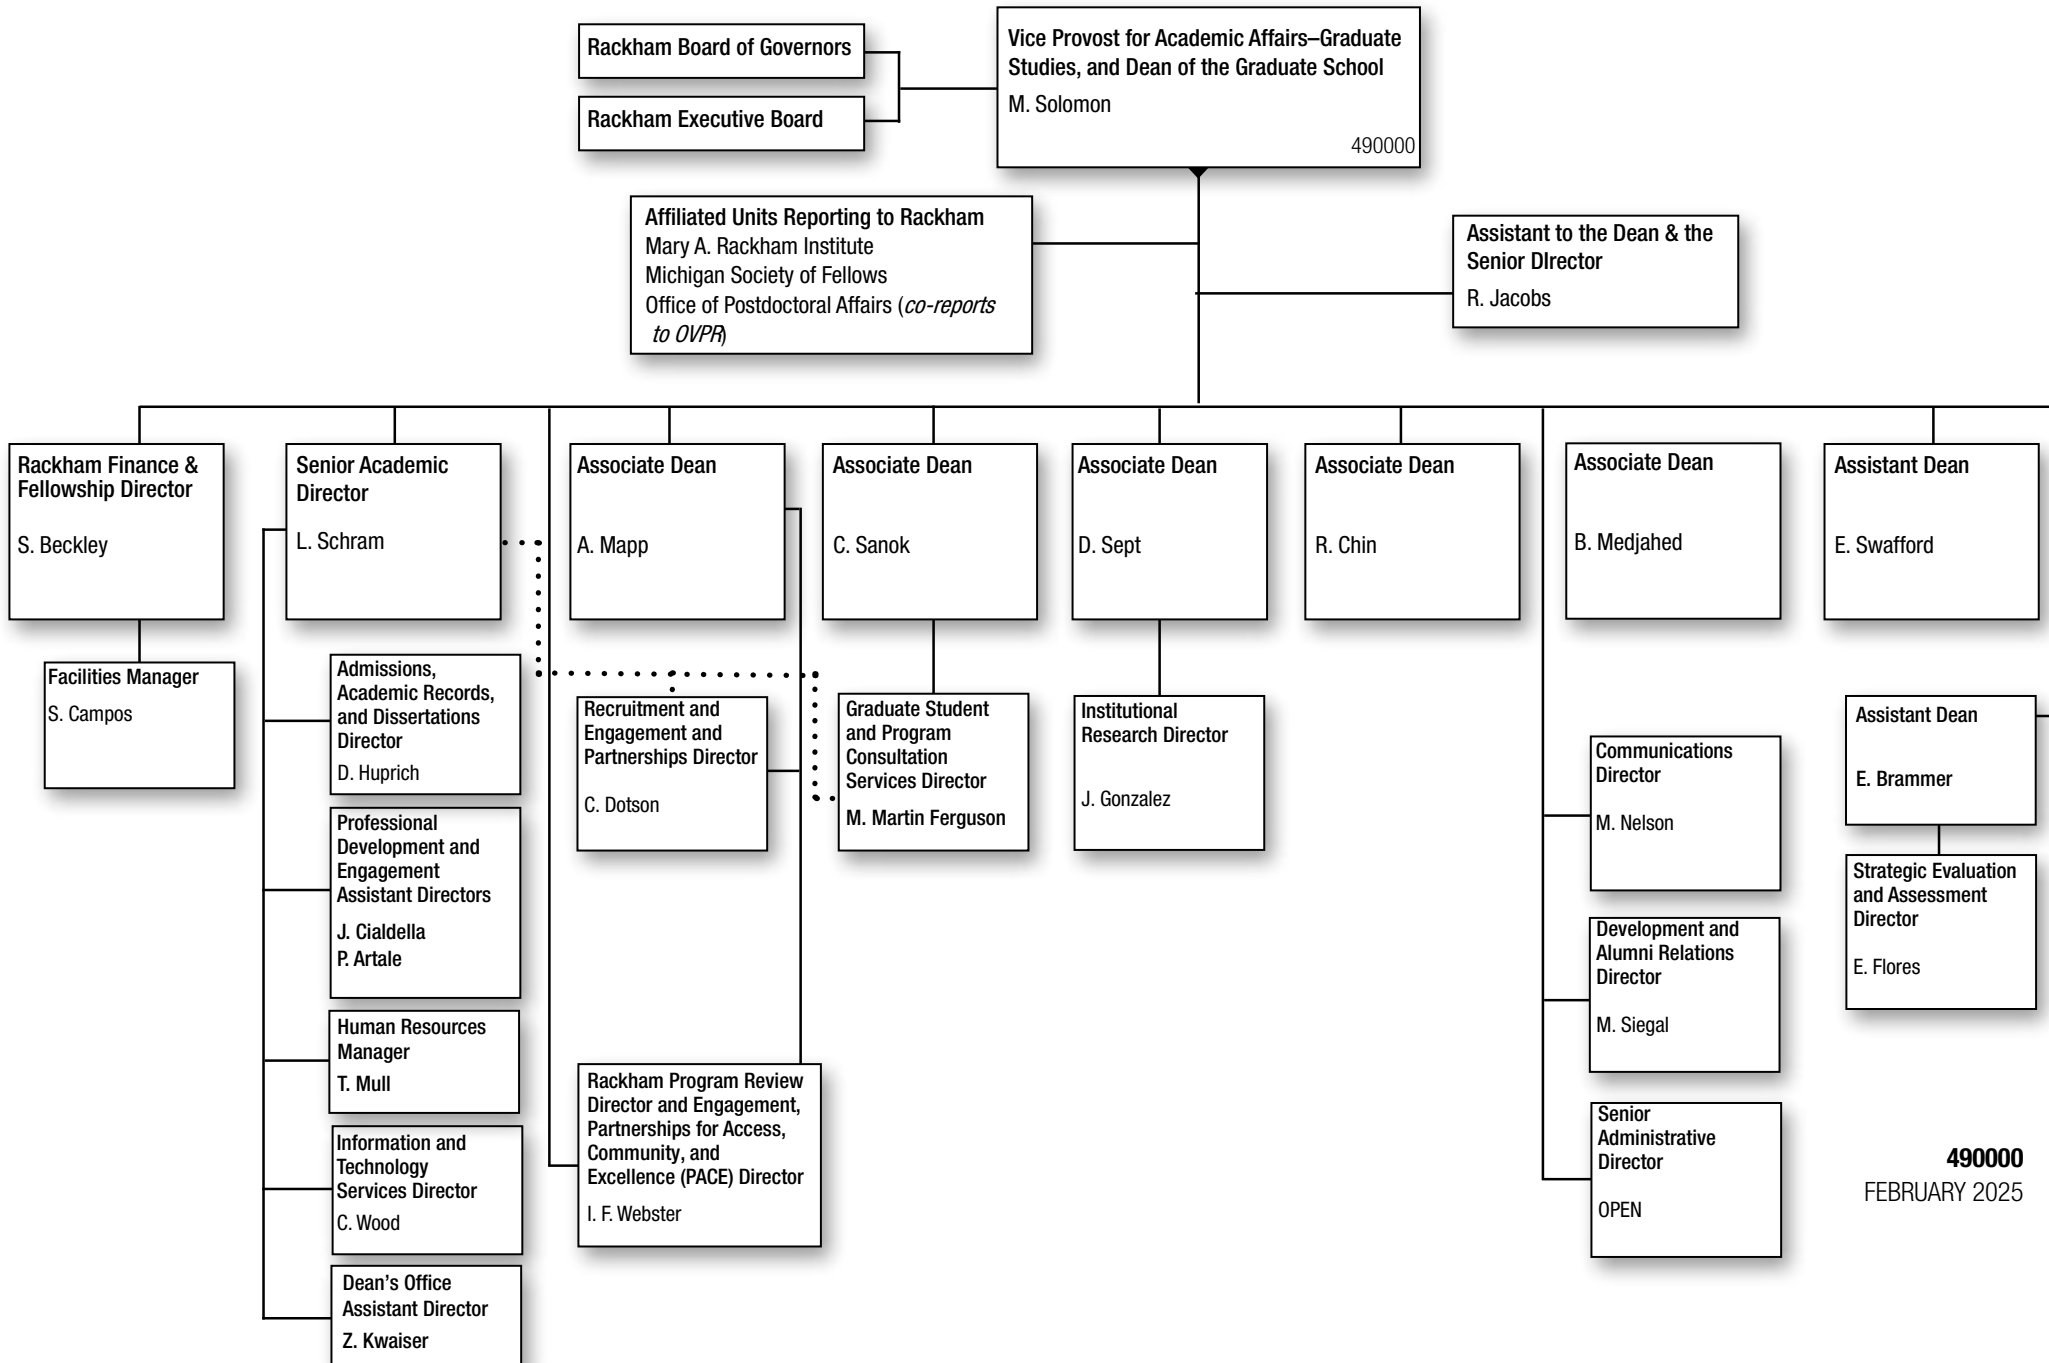 Rackham Board of Governors
Rackham Executive Board
Vice Provost for Academic Affairs–Graduate
Studies, and Dean of the Graduate School
M. Solomon
490000
Affiliated Units Reporting to Rackham
Mary A. Rackham Institute
Michigan Society of Fellows
Office of Postdoctoral Affairs (co-reports
to OVPR)
Assistant to the Dean & the
Senior DIrector
R. Jacobs
Rackham Finance &
Fellowship Director
S. Beckley
Senior Academic
Director
L. Schram
Associate Dean
A. Mapp
Associate Dean
C. Sanok
Associate Dean
D. Sept
Associate Dean
R. Chin
Associate Dean
B. Medjahed
Assistant Dean
E. Swafford
Facilities Manager
S. Campos
Admissions,
Academic Records,
and Dissertations
Director
D. Huprich
Professional
Development and
Engagement
Assistant Directors
J. Cialdella
P. Artale
Human Resources
Manager
T. Mull
Information and
Technology
Services Director
C. Wood
Dean’s Office
Assistant Director
Z. Kwaiser
Recruitment and
Engagement and
Partnerships Director
C. Dotson
Rackham Program Review
Director and Engagement,
Partnerships for Access,
Community, and
Excellence (PACE) Director
I. F. Webster
Graduate Student
and Program
Consultation
Services Director
M. Martin Ferguson
Institutional
Research Director
J. Gonzalez
Communications
Director
M. Nelson
Development and
Alumni Relations
Director
M. Siegal
Senior
Administrative
Director
OPEN
Assistant Dean
E. Brammer
Strategic Evaluation
and Assessment
Director
E. Flores
490000
FEBRUARY 2025